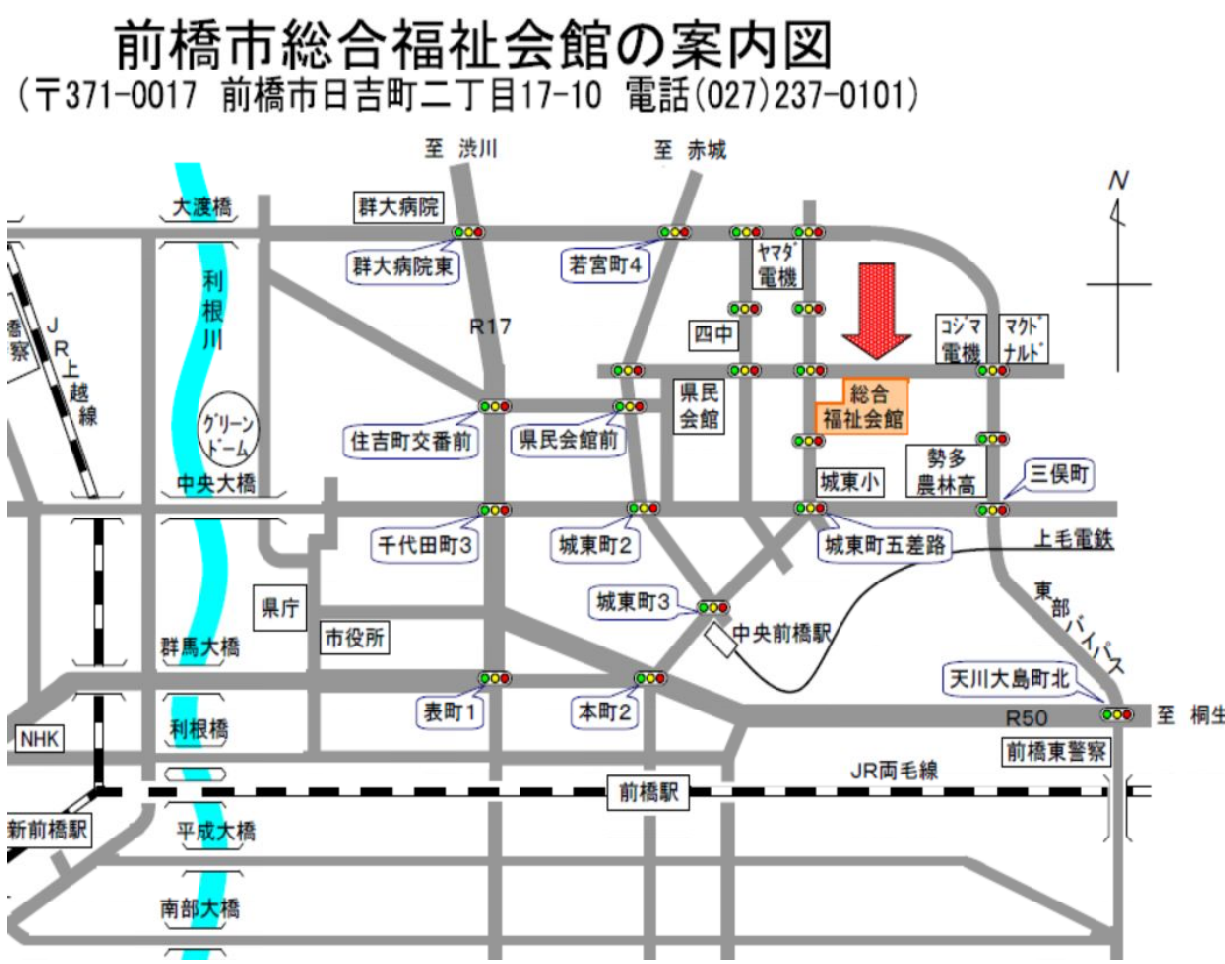 前橋市総合福祉会館の案内図
(〒371-0017 前橋市日吉町二丁目17-10 電話(027)237-0101)
至 渋川
至 赤城
N
大渡橋
群大病院
群大病院東
若宮町4
ヤマダ
電機
利根川
R17
四中
コジマ
電機
マクド
ナルド
橋
警察
JR上越線
県民
会館
総合
福祉会館
グリーン
ドーム
住吉町交番前
県民会館前
勢多
農林高
三俣町
中央大橋
城東小
千代田町3
城東町2
城東町五差路
上毛電鉄
県庁
城東町3
市役所
中央前橋駅
東部バイパス
群馬大橋
天川大島町北
表町1
本町2
R50
至 桐生
NHK
利根橋
前橋東警察
JR両毛線
前橋駅
新前橋駅
平成大橋
南部大橋